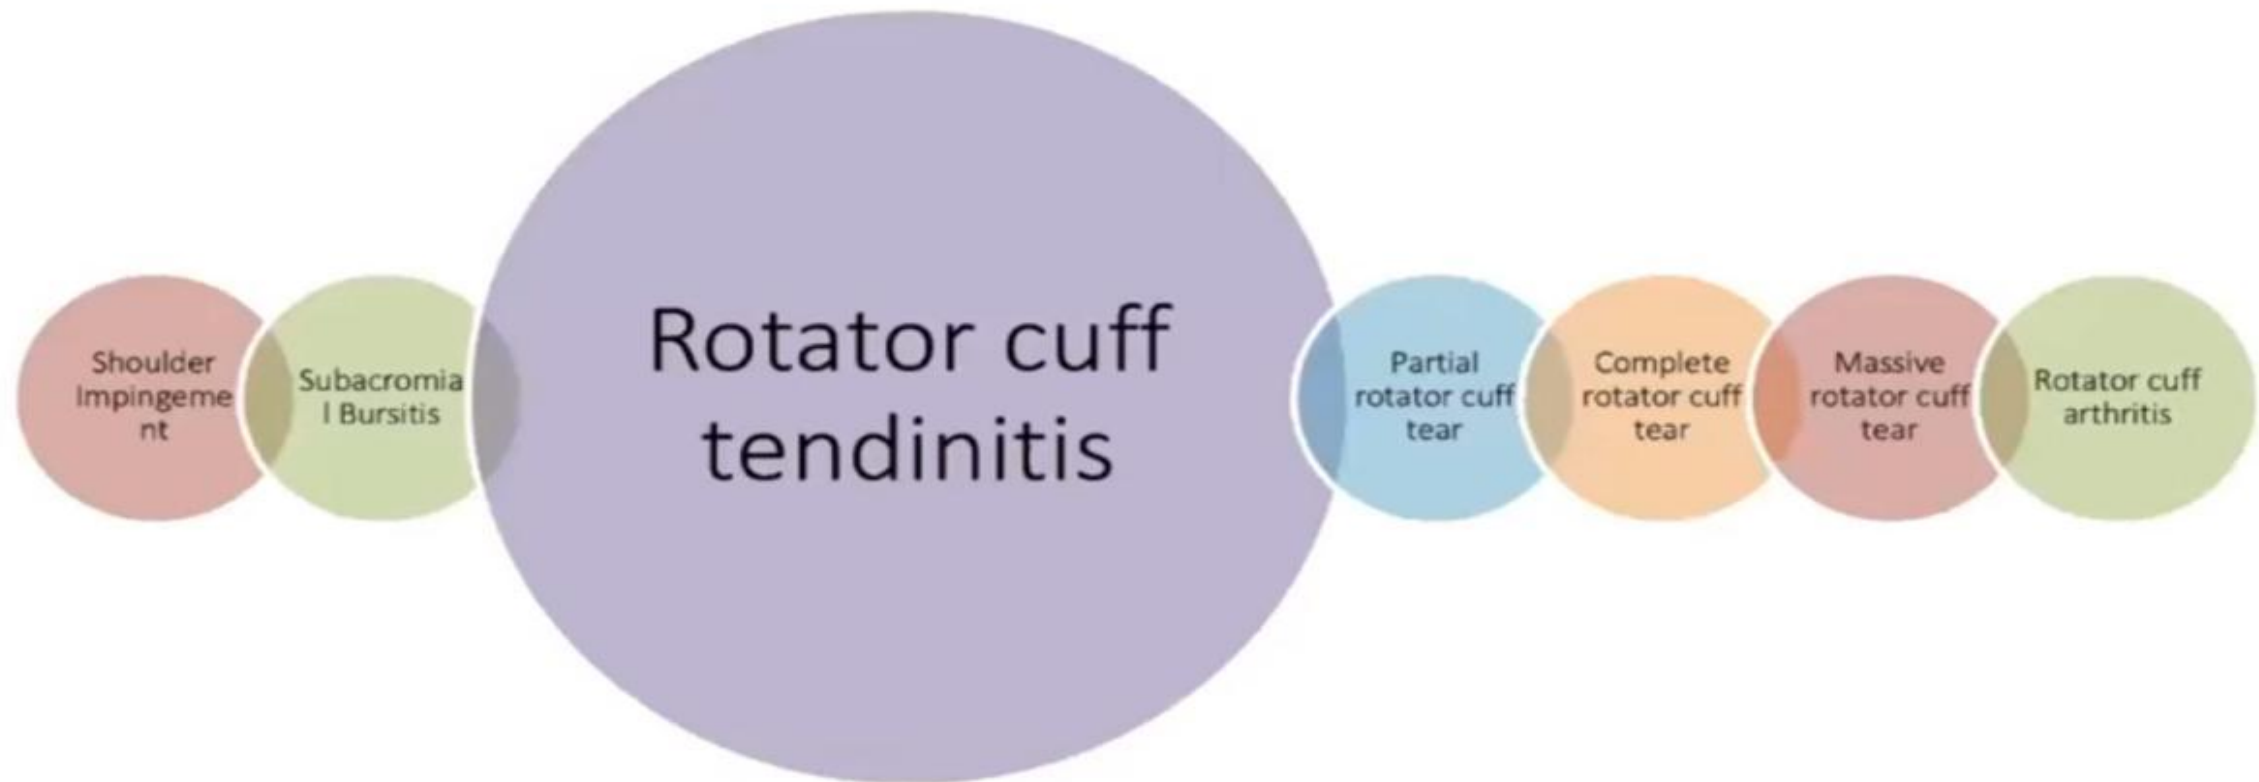 Shoulder
Impingeme
nt
Subacromia
l Bursitis
Rotator cuff
tendinitis
Partial
rotator cuff
tear
Complete
rotator cuff
tear
Massive
rotator cuff
tear
Rotator cuff
arthritis